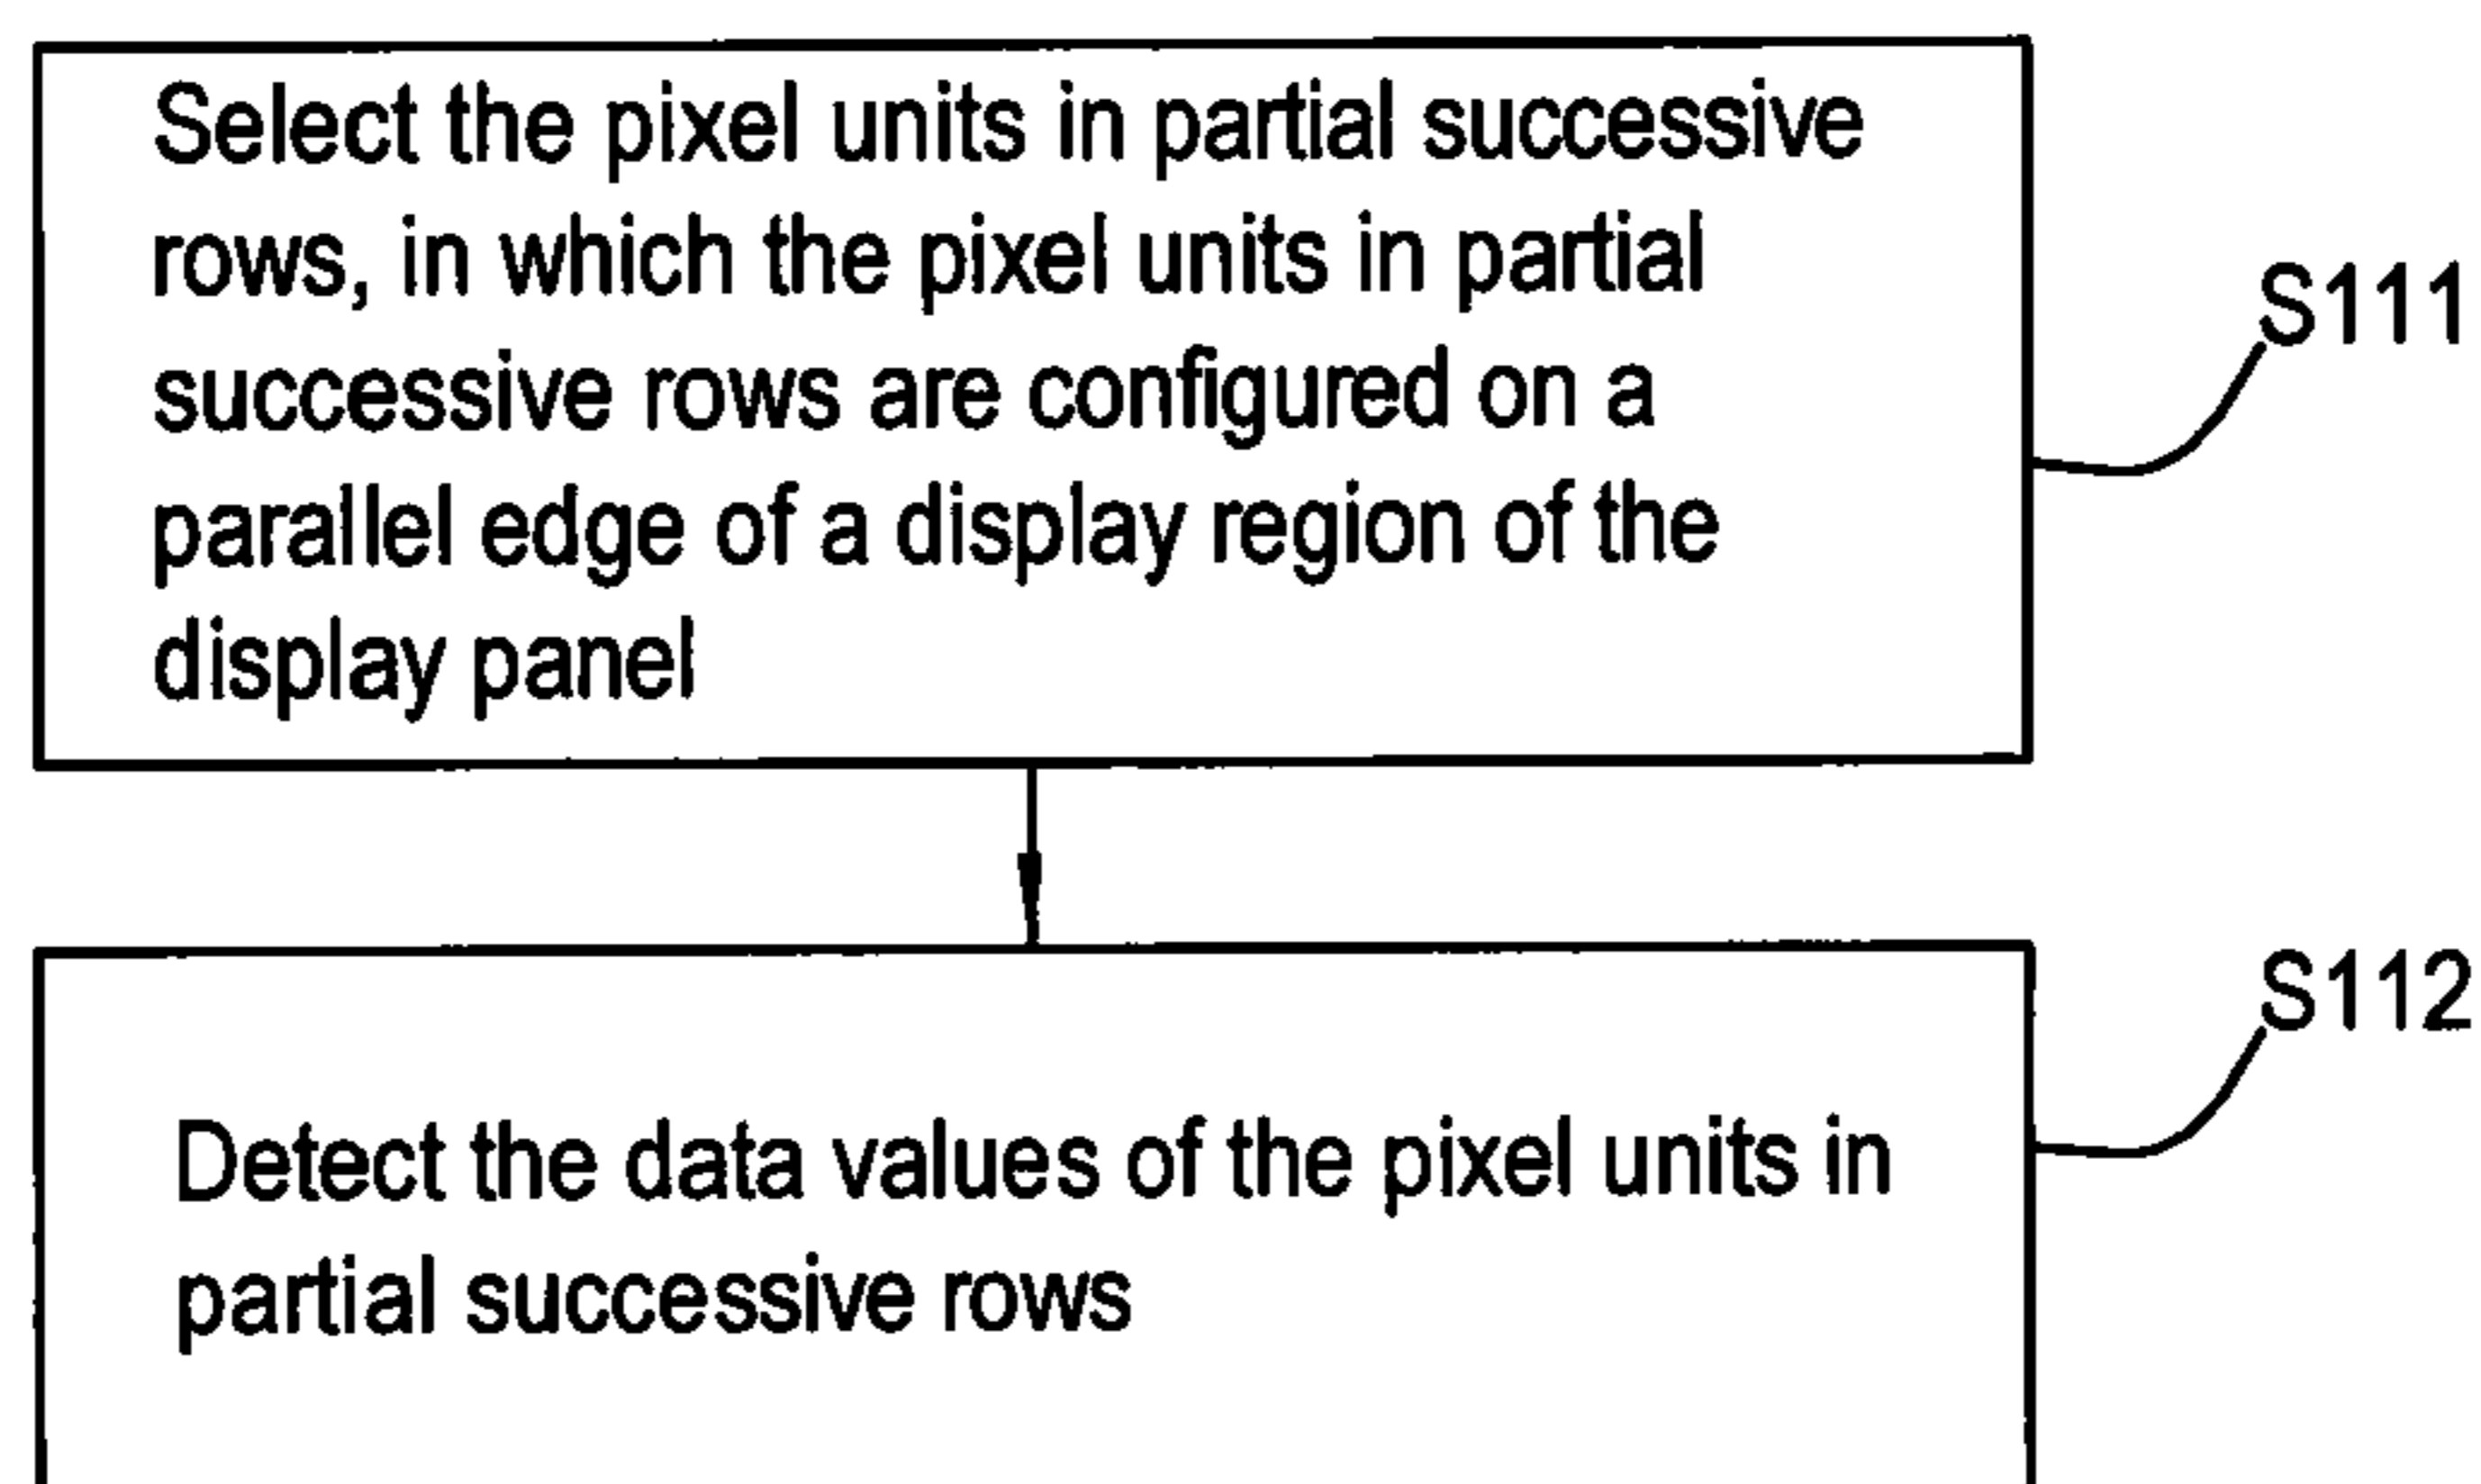 Select the pixel units in partial successive
rows, in which the pixel units in partial
successive rows are configured on a
parallel edge of a display region of the
display panel
S111
S112
Detect the data values of the pixel units in
partial successive rows